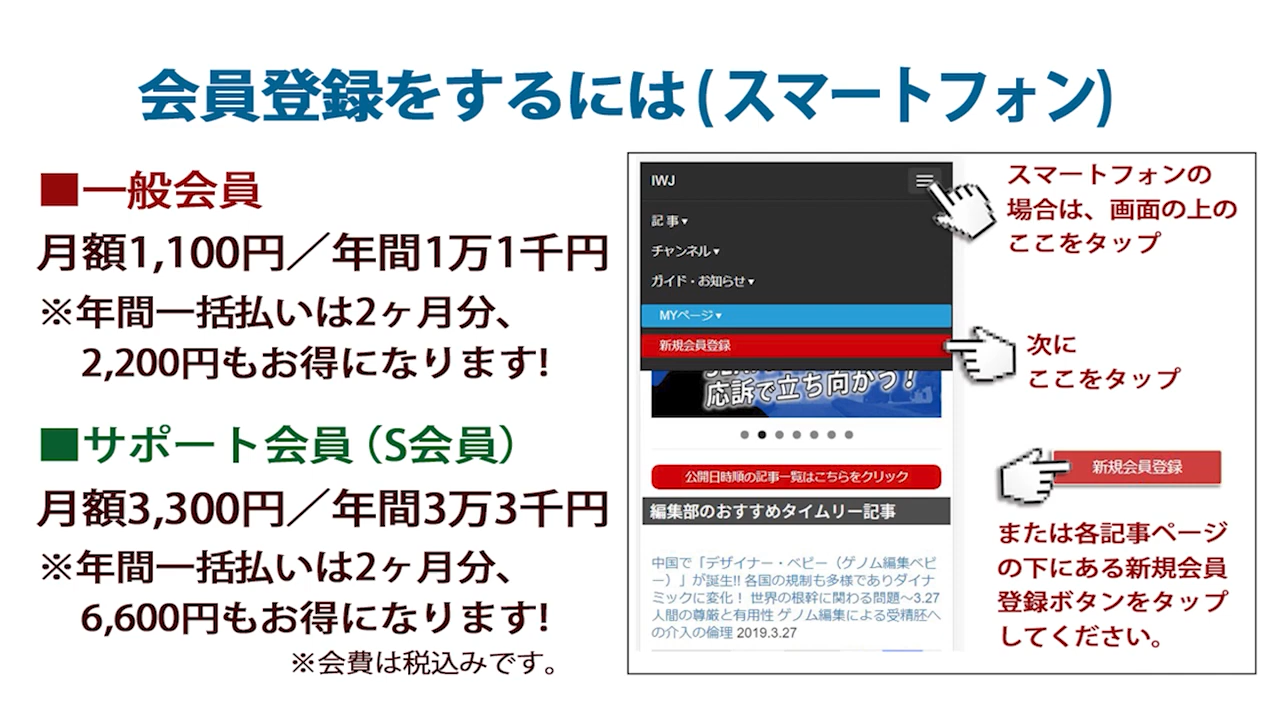 会員登録をするには(スマートフォン)
■一般会員
月額1,100円／年間1万1千円
※年間一括払いは2ヶ月分、
2,200円もお得になります!
■サポート会員（S会員）
月額3,300円／年間3万3千円
※年間一括払いは2ヶ月分、
6,600円もお得になります!
※会費は税込みです。
IWJ
記事▼
チャンネル▼
ガイド・お知らせ▼
MYページ▼
新規会員登録
応訴で立ち向かう！
公開日時順の記事一覧はこちらをクリック
編集部のおすすめタイムリー記事
中国で「デザイナー・ベビー（ゲノム編集ベビ
ー）」が誕生!! 各国の規制も多様でありダイナ
ミックに変化！ 世界の根幹に関わる問題～3.27
人間の尊厳と有用性 ゲノム編集による受精胚へ
の介入の倫理 2019.3.27
スマートフォンの
場合は、画面の上の
ここをタップ
次に
ここをタップ
新規会員登録
または各記事ページ
の下にある新規会員
登録ボタンをタップ
してください。